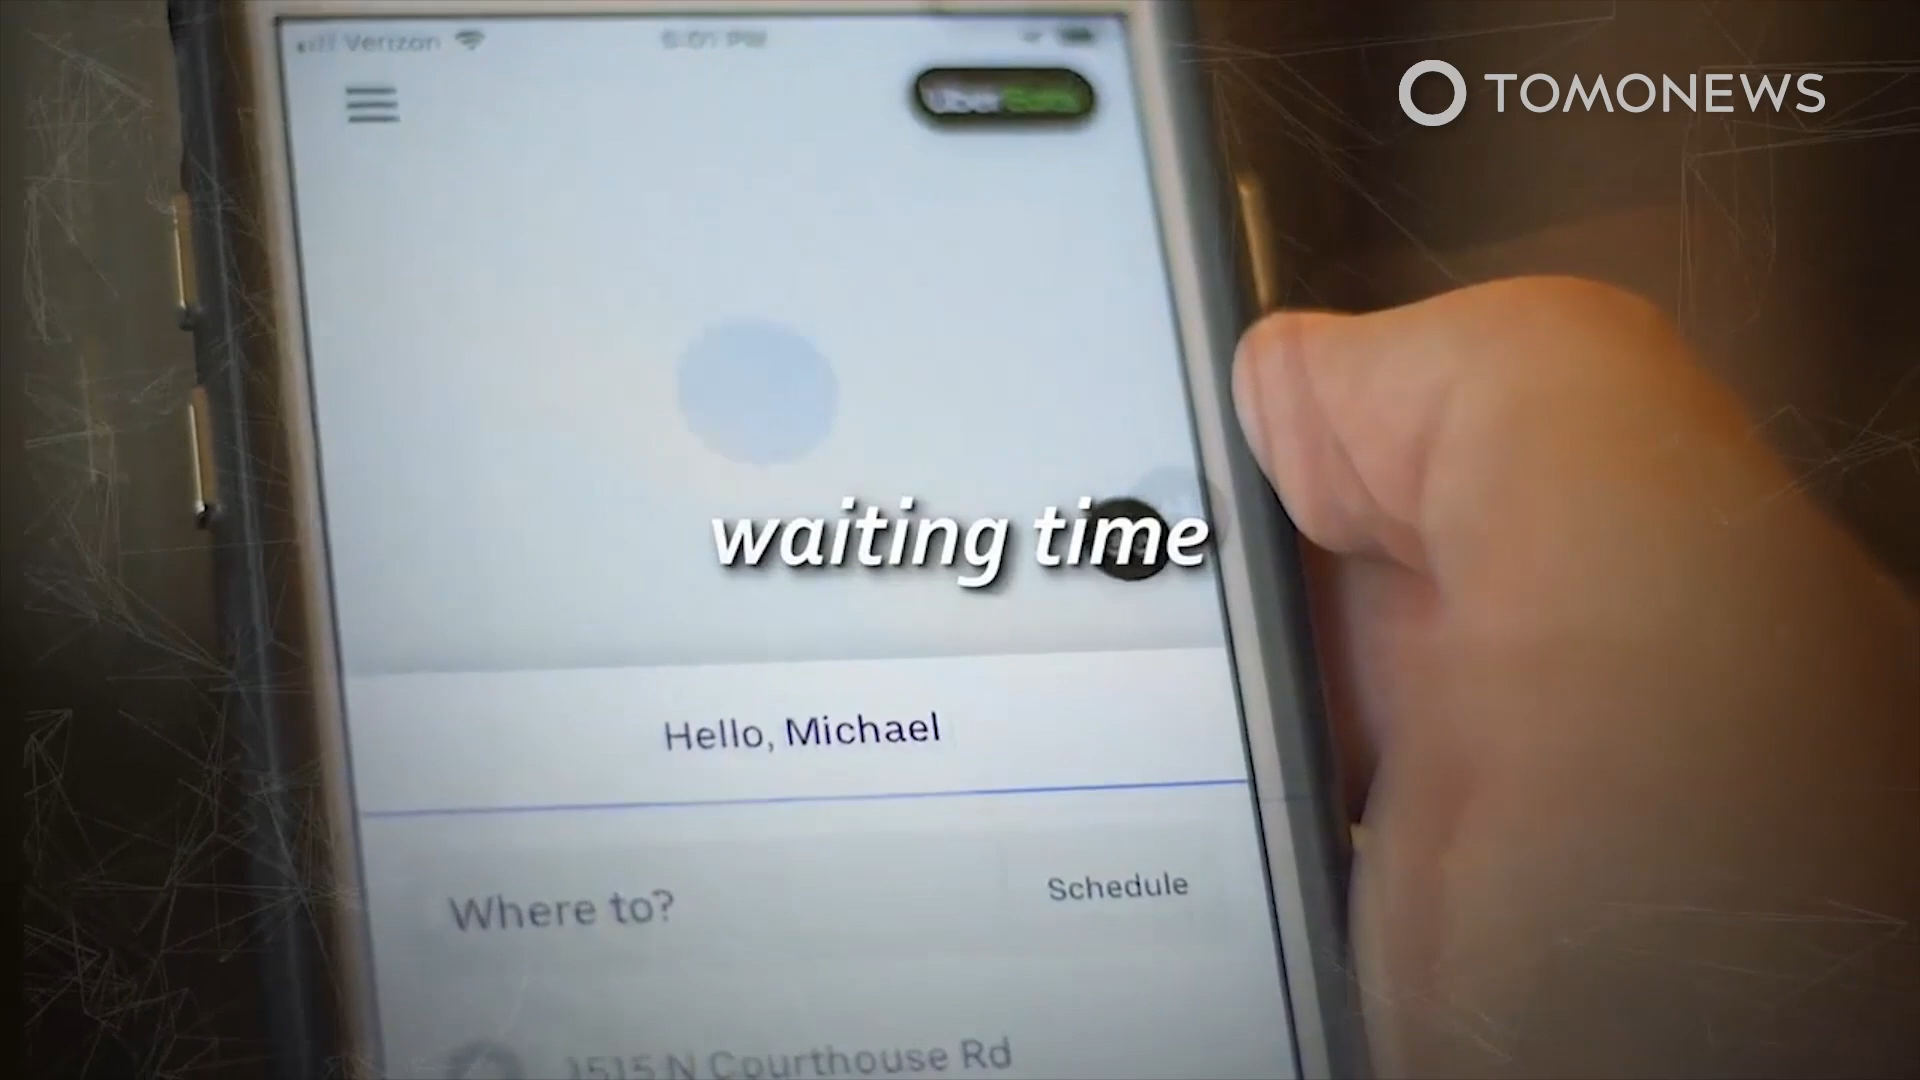 Verizon
TOMONEWS
waiting time
Hello, Michael
Where to?
Schedule
1515 N Courthouse Rd